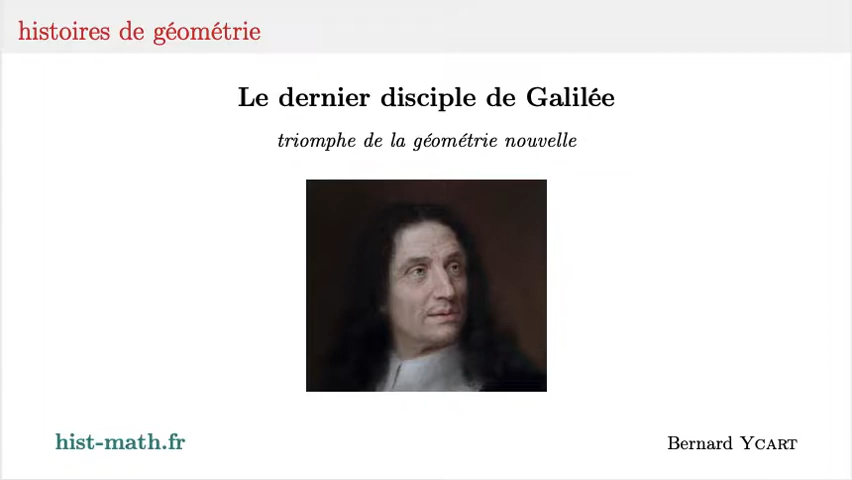 histoires de géométrie
Le dernier disciple de Galilée
triomphe de la géométrie nouvelle
hist-math.fr
Bernard YCART